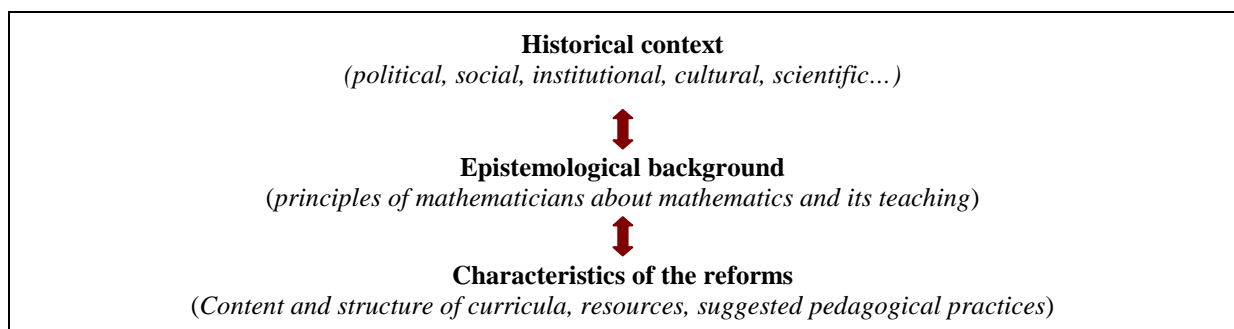 Historical context
(political, social, institutional, cultural, scientific…)
Epistemological background
(principles of mathematicians about mathematics and its teaching)
Characteristics of the reforms
(Content and structure of curricula, resources, suggested pedagogical practices)